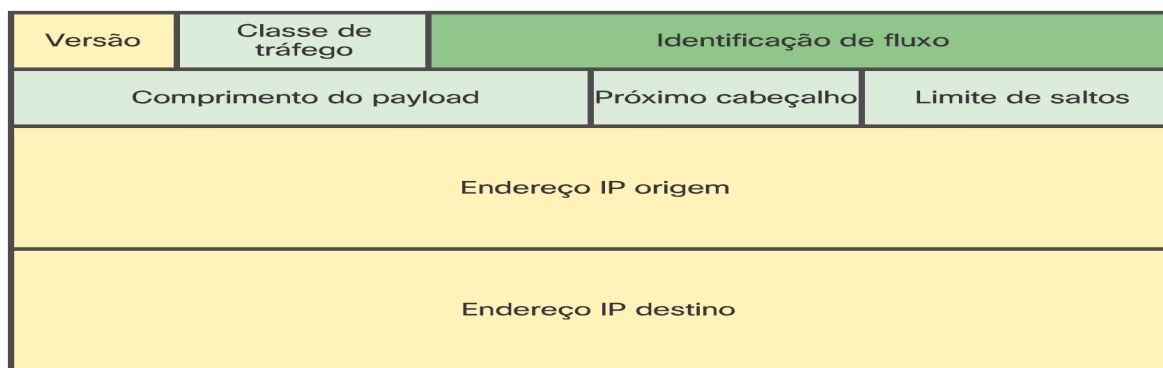 Versão
Classe de
tráfego
Identificação de fluxo
Comprimento do payload
Próximo cabeçalho
Limite de saltos
Endereço IP origem
Endereço IP destino